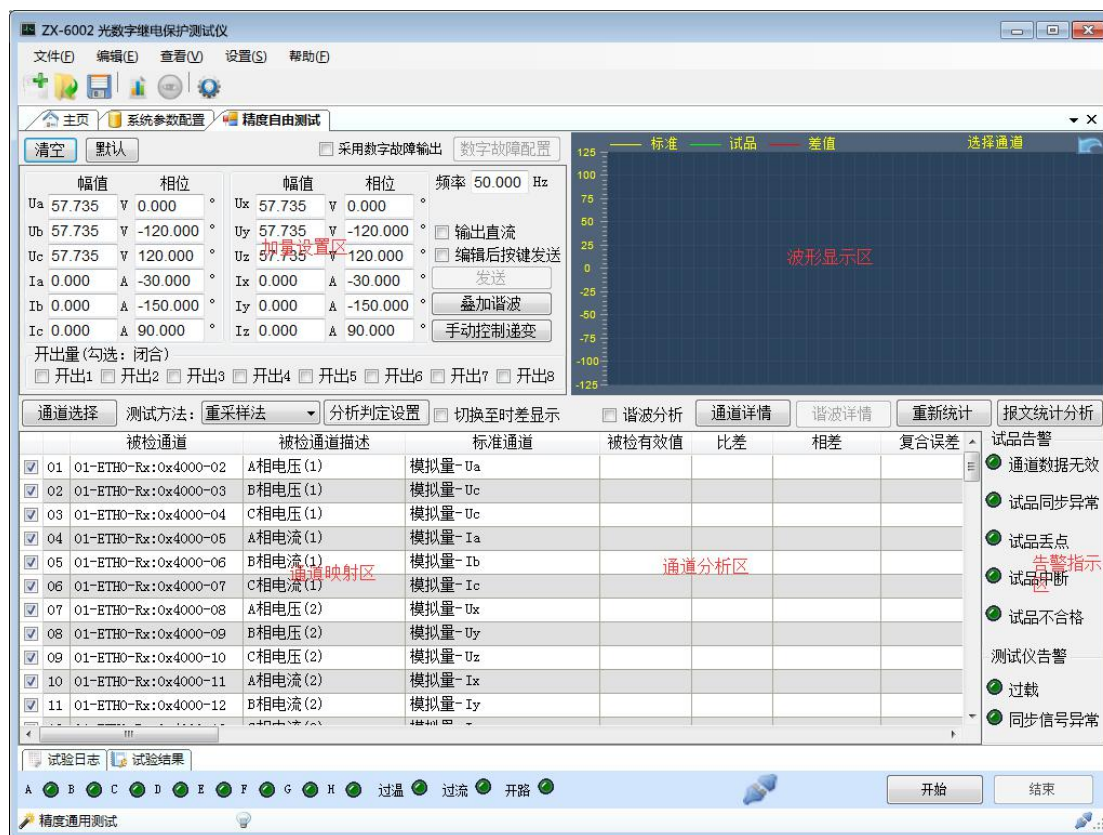 ZX-6002 光数字继电保护测试仪
文件(F) 编辑(E) 查看(V) 设置(S) 帮助(F)
主页 系统参数配置 精度自由测试
清空 默认 采用数字故障输出 数字故障配置
标准 试品 差值 选择通道
125
100
75
50
25
0
-25
-50
-75
-100
-125
波形显示区
幅值 相位 幅值 相位 频率 50.000 Hz
Ua 57.735 V 0.000 ° Ux 57.735 V 0.000 °
Ub 57.735 V -120.000 ° Uy 57.735 V -120.000 ° 输出直流
加量设置区
Uc 57.735 V 120.000 ° Uz 57.735 V 120.000 ° 编辑后按键发送
Ia 0.000 A -30.000 ° Ix 0.000 A -30.000 ° 发送
Ib 0.000 A -150.000 ° Iy 0.000 A -150.000 ° 叠加谐波
Ic 0.000 A 90.000 ° Iz 0.000 A 90.000 ° 手动控制递变
开出量(勾选：闭合)
开出1 开出2 开出3 开出4 开出5 开出6 开出7 开出8
通道选择 测试方法：重采样法 分析判定设置 切换至时差显示 谐波分析 通道详情 谐波详情 重新统计 报文统计分析
被检通道 被检通道描述 标准通道 被检有效值 比差 相差 复合误差
01 01-ETH0-Rx:0x4000-02 A相电压(1) 模拟量-Ua
02 01-ETH0-Rx:0x4000-03 B相电压(1) 模拟量-Uc
03 01-ETH0-Rx:0x4000-04 C相电压(1) 模拟量-Uc
04 01-ETH0-Rx:0x4000-05 A相电流(1) 模拟量-Ia
05 01-ETH0-Rx:0x4000-06 B相电流(1) 模拟量-Ib
通道映射区 通道分析区
06 01-ETH0-Rx:0x4000-07 C相电流(1) 模拟量-Ic
07 01-ETH0-Rx:0x4000-08 A相电压(2) 模拟量-Ux
08 01-ETH0-Rx:0x4000-09 B相电压(2) 模拟量-Uy
09 01-ETH0-Rx:0x4000-10 C相电压(2) 模拟量-Uz
10 01-ETH0-Rx:0x4000-11 A相电流(2) 模拟量-Ix
11 01-ETH0-Rx:0x4000-12 B相电流(2) 模拟量-Iy
试品告警
通道数据无效
试品同步异常
试品丢点
告警指示区
试品中断
试品不合格
测试仪告警
过载
同步信号异常
试验日志 试验结果
A B C D E F G H 过温 过流 开路 开始 结束
精度通用测试